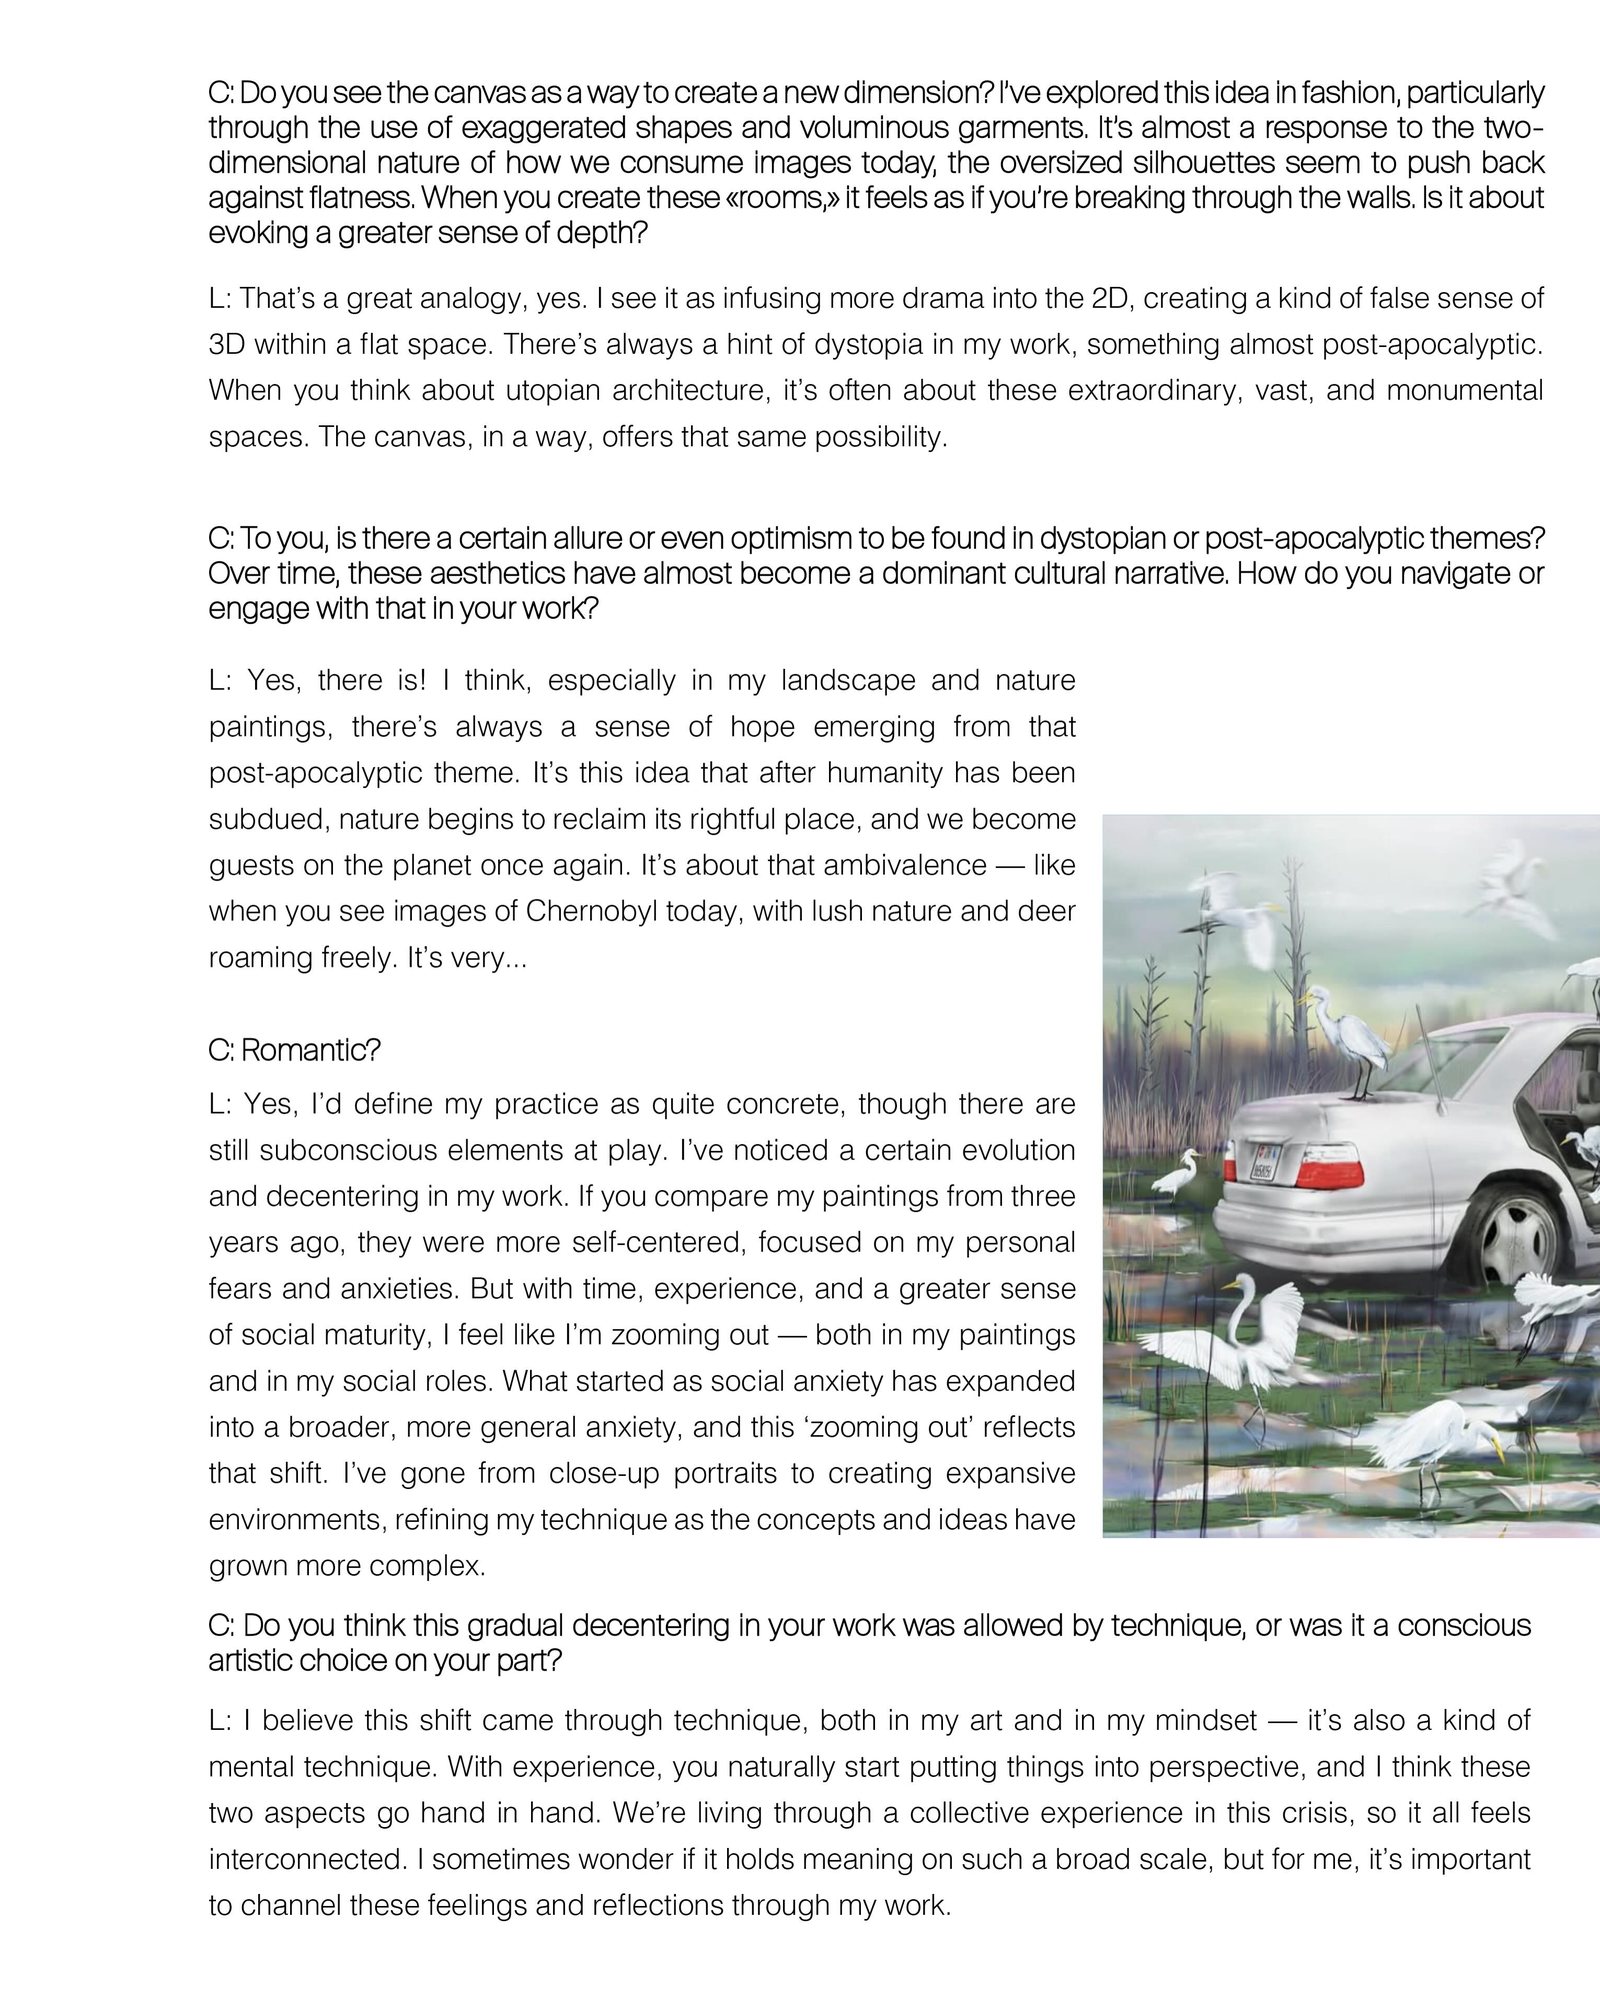 C: Do you see the canvas as a way to create a new dimension? I've explored this idea in fashion, particularly
through the use of exaggerated shapes and voluminous garments. It's almost a response to the two-
dimensional nature of how we consume images today, the oversized silhouettes seem to push back
against flatness. When you create these «rooms,» it feels as if you're breaking through the walls. Is it about
evoking a greater sense of depth?
L: That's a great analogy, yes. I see it as infusing more drama into the 2D, creating a kind of false sense of
3D within a flat space. There's always a hint of dystopia in my work, something almost post-apocalyptic.
When you think about utopian architecture, it's often about these extraordinary, vast, and monumental
spaces. The canvas, in a way, offers that same possibility.
C: To you, is there a certain allure or even optimism to be found in dystopian or post-apocalyptic themes?
Over time, these aesthetics have almost become a dominant cultural narrative. How do you navigate or
engage with that in your work?
L: Yes, there is! I think, especially in my landscape and nature
paintings, there's always a sense of hope emerging from that
post-apocalyptic theme. It's this idea that after humanity has been
subdued, nature begins to reclaim its rightful place, and we become
guests on the planet once again. It's about that ambivalence — like
when you see images of Chernobyl today, with lush nature and deer
roaming freely. It's very...
C: Romantic?
L: Yes, I'd define my practice as quite concrete, though there are
still subconscious elements at play. I've noticed a certain evolution
and decentering in my work. If you compare my paintings from three
years ago, they were more self-centered, focused on my personal
fears and anxieties. But with time, experience, and a greater sense
of social maturity, I feel like I'm zooming out — both in my paintings
and in my social roles. What started as social anxiety has expanded
into a broader, more general anxiety, and this 'zooming out' reflects
that shift. I've gone from close-up portraits to creating expansive
environments, refining my technique as the concepts and ideas have
grown more complex.
C: Do you think this gradual decentering in your work was allowed by technique, or was it a conscious
artistic choice on your part?
L: I believe this shift came through technique, both in my art and in my mindset — it's also a kind of
mental technique. With experience, you naturally start putting things into perspective, and I think these
two aspects go hand in hand. We're living through a collective experience in this crisis, so it all feels
interconnected. I sometimes wonder if it holds meaning on such a broad scale, but for me, it's important
to channel these feelings and reflections through my work.